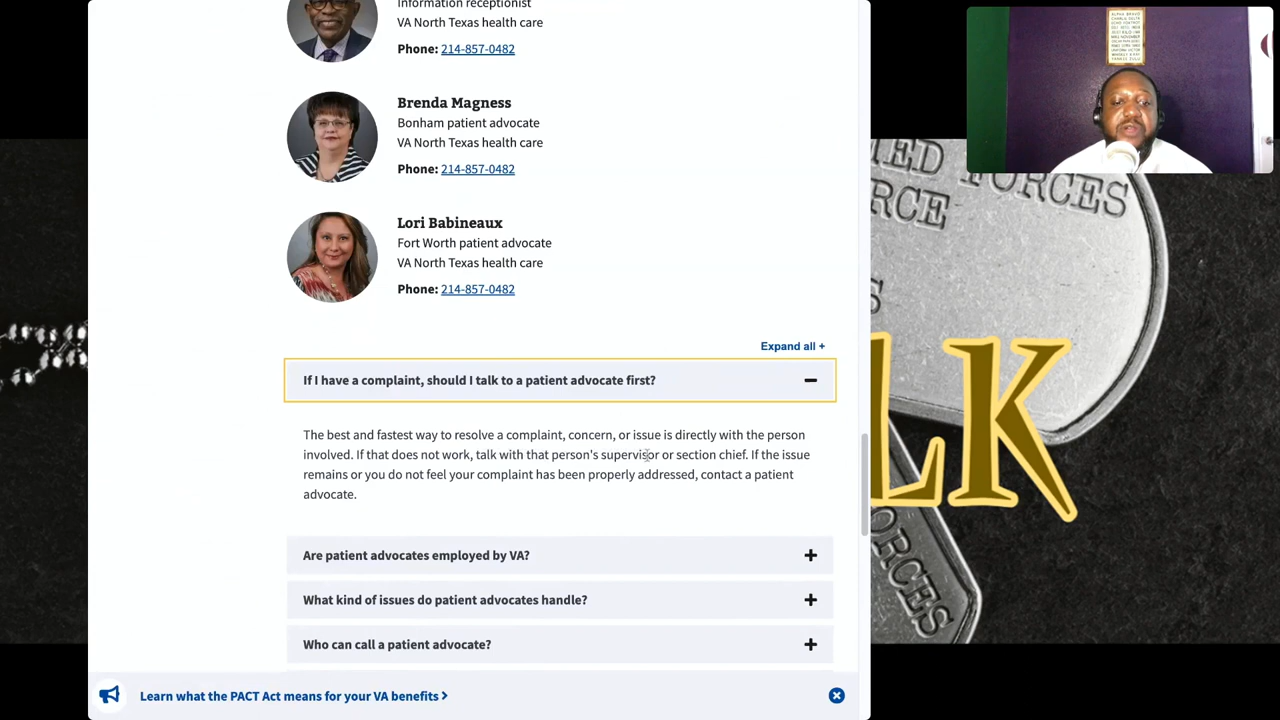 Information receptionist
VA North Texas health care
Phone: 214-857-0482
Brenda Magness
Bonham patient advocate
VA North Texas health care
Phone: 214-857-0482
Lori Babineaux
Fort Worth patient advocate
VA North Texas health care
Phone: 214-857-0482
Expand all +
If I have a complaint, should I talk to a patient advocate first?
The best and fastest way to resolve a complaint, concern, or issue is directly with the person
involved. If that does not work, talk with that person's supervisor or section chief. If the issue
remains or you do not feel your complaint has been properly addressed, contact a patient
advocate.
Are patient advocates employed by VA?
What kind of issues do patient advocates handle?
Who can call a patient advocate?
Learn what the PACT Act means for your VA benefits >
FORCES
LK
ORCES